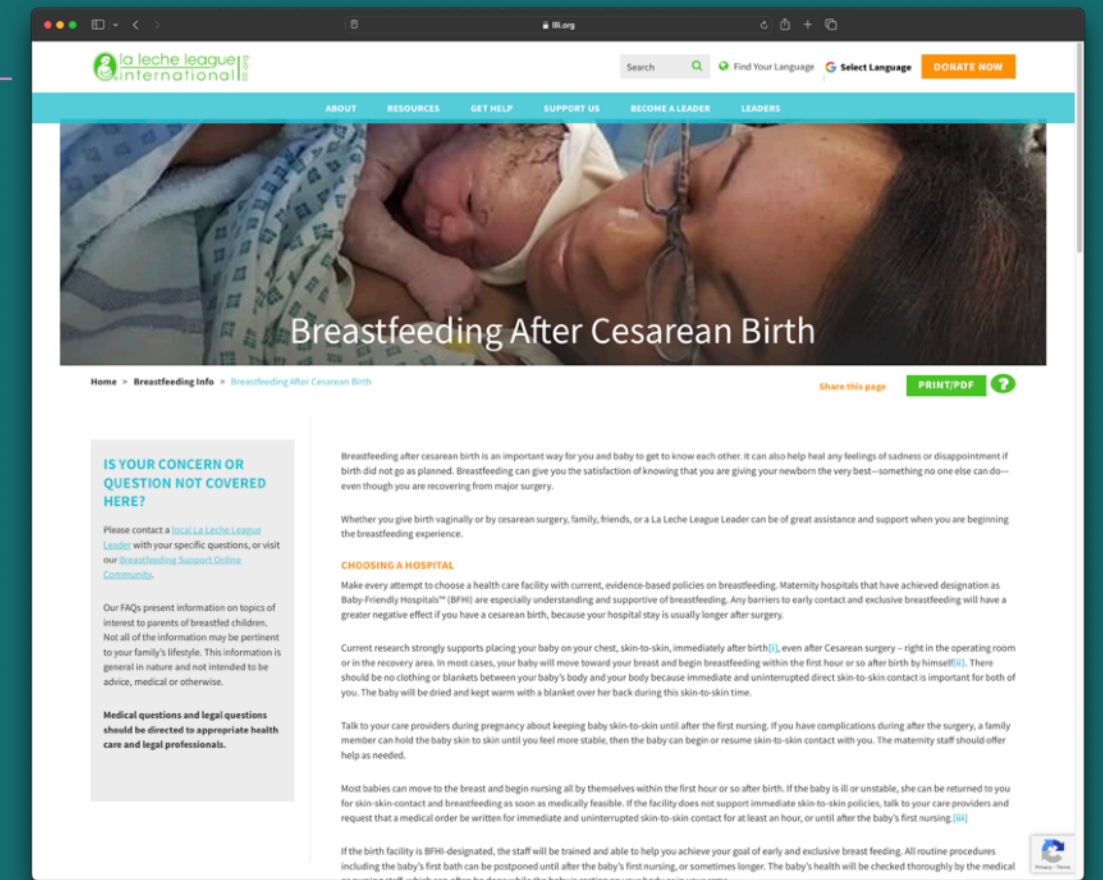 llli.org
la leche league
international
llli.org
Search
Find Your Language
Select Language
DONATE NOW
ABOUT
RESOURCES
GET HELP
SUPPORT US
BECOME A LEADER
LEADERS
Breastfeeding After Cesarean Birth
Home > Breastfeeding Info > Breastfeeding After Cesarean Birth
Share this page
PRINT/PDF
?
IS YOUR CONCERN OR
QUESTION NOT COVERED
HERE?
Please contact a local La Leche League
Leader with your specific questions, or visit
our Breastfeeding Support Online
Community.
Our FAQs present information on topics of
interest to parents of breastfed children.
Not all of the information may be pertinent
to your family's lifestyle. This information is
general in nature and not intended to be
advice, medical or otherwise.
Medical questions and legal questions
should be directed to appropriate health
care and legal professionals.
Breastfeeding after cesarean birth is an important way for you and baby to get to know each other. It can also help heal any feelings of sadness or disappointment if
birth did not go as planned. Breastfeeding can give you the satisfaction of knowing that you are giving your newborn the very best—something no one else can do—
even though you are recovering from major surgery.
Whether you give birth vaginally or by cesarean surgery, family, friends, or a La Leche League Leader can be of great assistance and support when you are beginning
the breastfeeding experience.
CHOOSING A HOSPITAL
Make every attempt to choose a health care facility with current, evidence-based policies on breastfeeding. Maternity hospitals that have achieved designation as
Baby-Friendly Hospitals™ (BFHI) are especially understanding and supportive of breastfeeding. Any barriers to early contact and exclusive breastfeeding will have a
greater negative effect if you have a cesarean birth, because your hospital stay is usually longer after surgery.
Current research strongly supports placing your baby on your chest, skin-to-skin, immediately after birth[i], even after Cesarean surgery – right in the operating room
or in the recovery area. In most cases, your baby will move toward your breast and begin breastfeeding within the first hour or so after birth by himself[ii]. There
should be no clothing or blankets between your baby's body and your body because immediate and uninterrupted direct skin-to-skin contact is important for both of
you. The baby will be dried and kept warm with a blanket over her back during this skin-to-skin time.
Talk to your care providers during pregnancy about keeping baby skin-to-skin until after the first nursing. If you have complications during after the surgery, a family
member can hold the baby skin to skin until you feel more stable, then the baby can begin or resume skin-to-skin contact with you. The maternity staff should offer
help as needed.
Most babies can move to the breast and begin nursing all by themselves within the first hour or so after birth. If the baby is ill or unstable, she can be returned to you
for skin-skin-contact and breastfeeding as soon as medically feasible. If the facility does not support immediate skin-to-skin policies, talk to your care providers and
request that a medical order be written for immediate and uninterrupted skin-to-skin contact for at least an hour, or until after the baby's first nursing.[iii]
If the birth facility is BFHI-designated, the staff will be trained and able to help you achieve your goal of early and exclusive breast feeding. All routine procedures
including the baby's first bath can be postponed until after the baby's first nursing, or sometimes longer. The baby's health will be checked thoroughly by the medical
Privacy - Terms